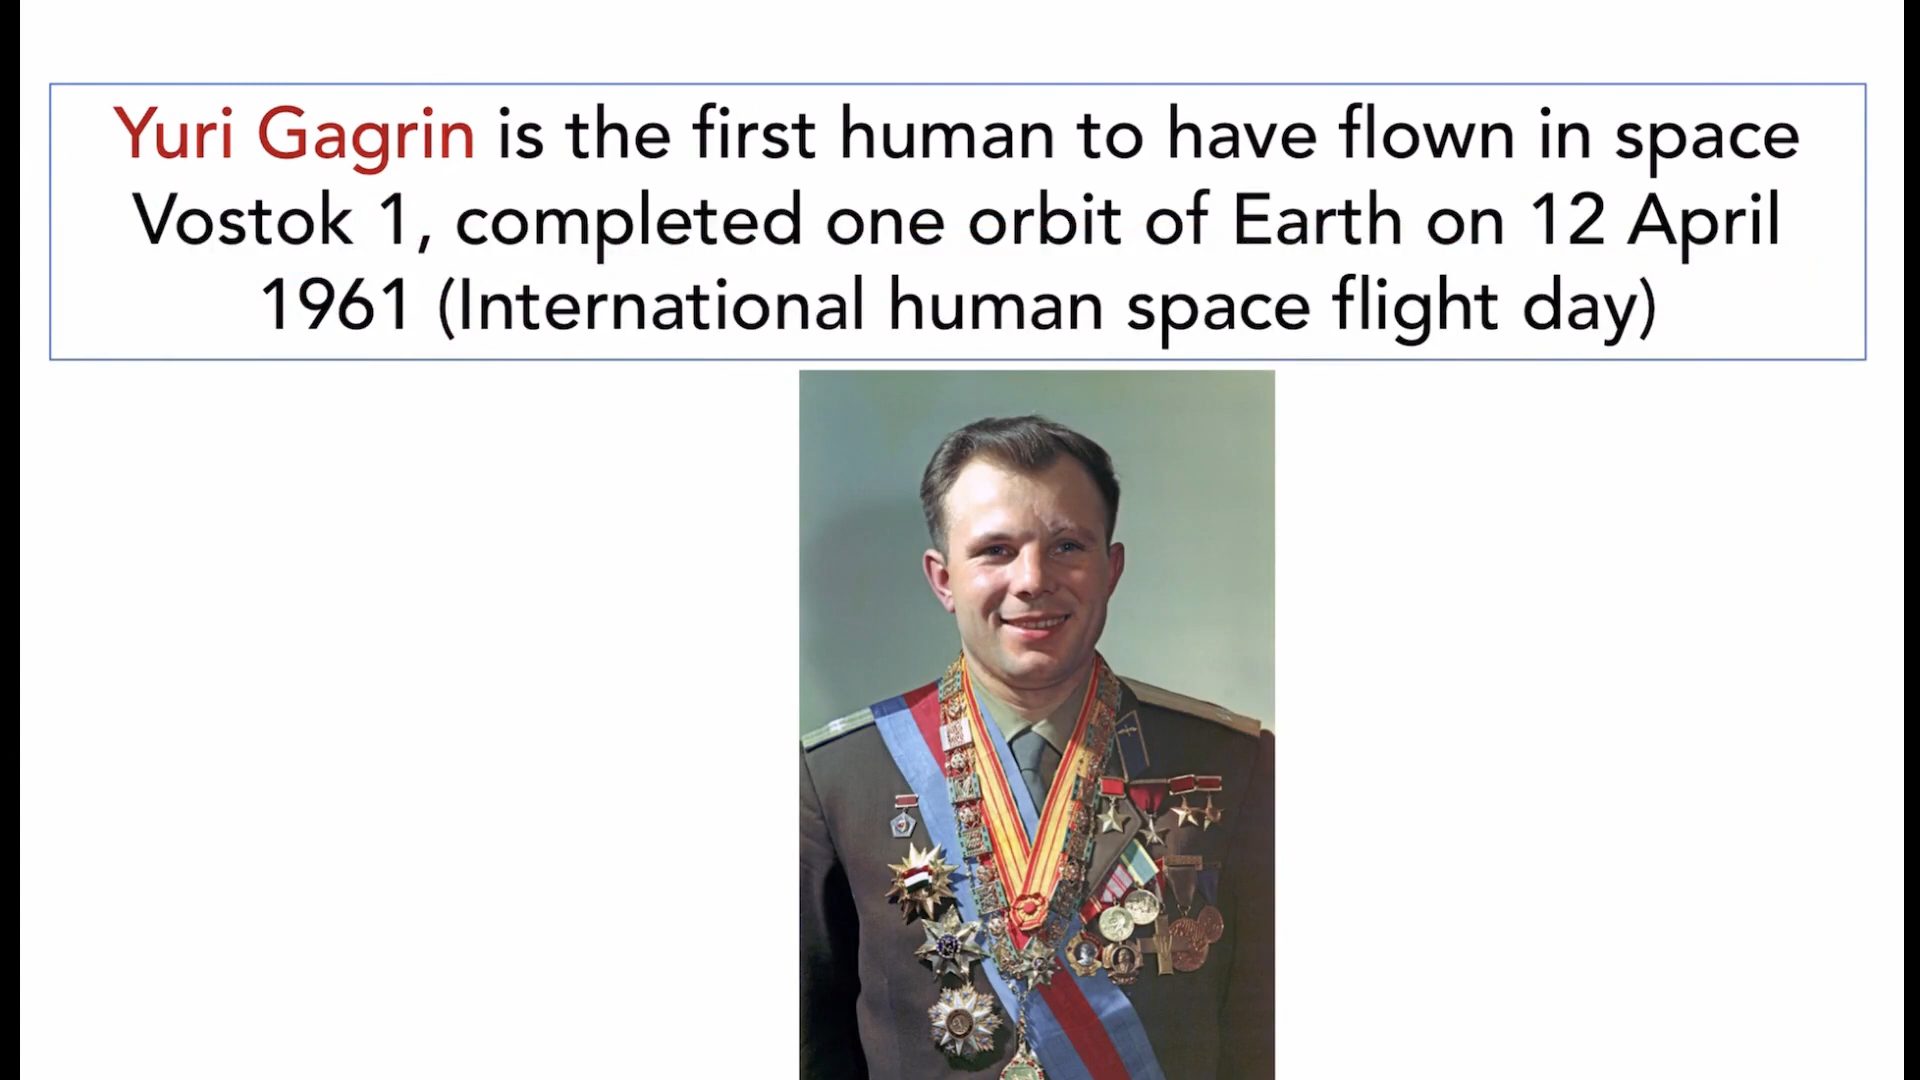 Yuri Gagrin is the first human to have flown in space
Vostok 1, completed one orbit of Earth on 12 April
1961 (International human space flight day)